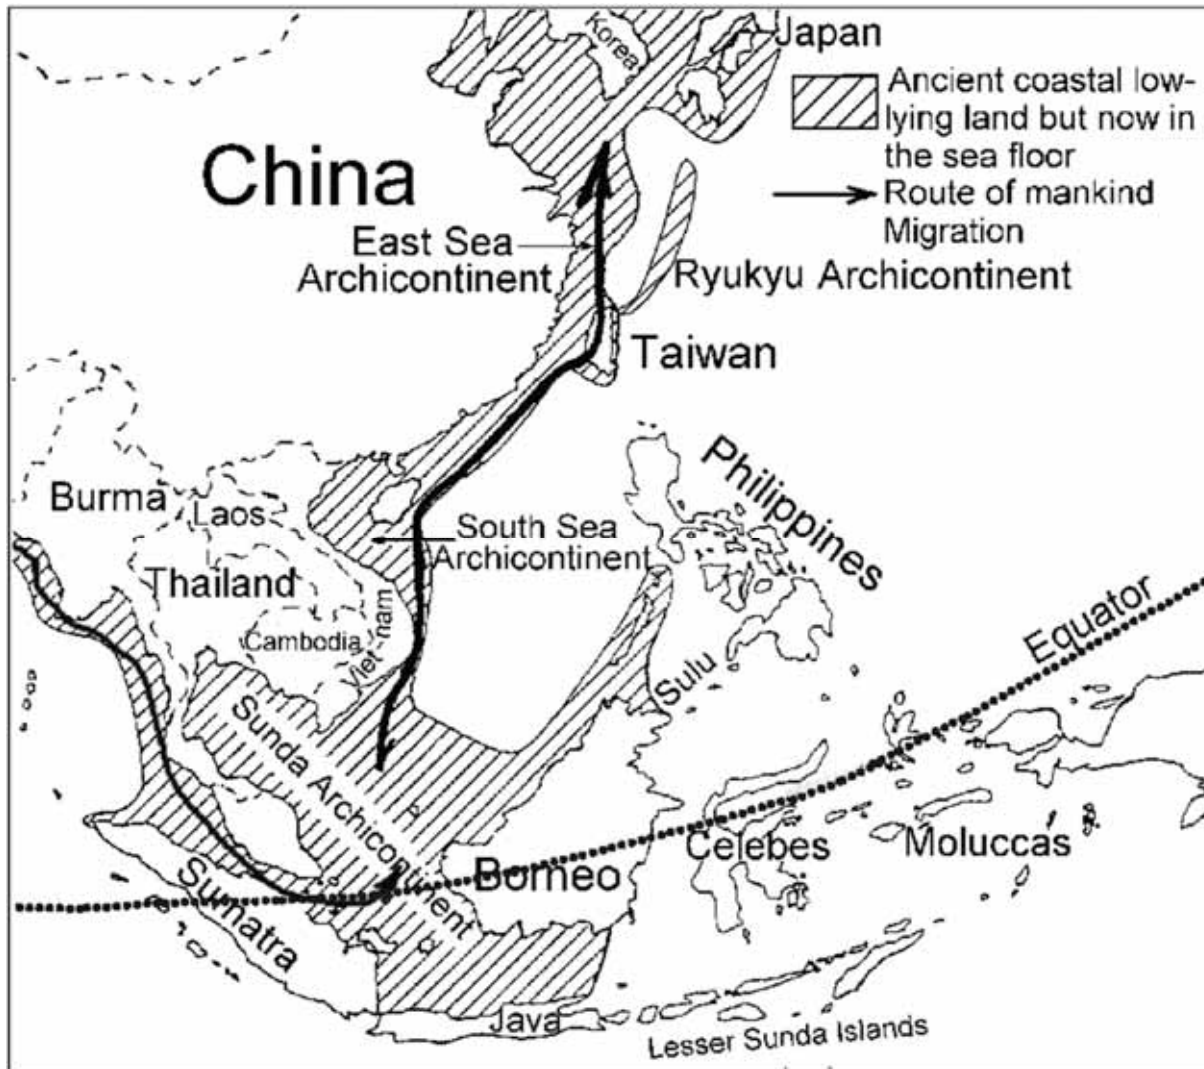 Korea
Japan
Ancient coastal low-
lying land but now in
the sea floor
Route of mankind
Migration
China
East Sea
Archicontinent
Ryukyu Archicontinent
Taiwan
Philippines
Burma
Laos
South Sea
Archicontinent
Thailand
Cambodia
Viet nam
Equator
Sulu
Sunda Archicontinent
Celebes
Moluccas
Borneo
Sumatra
Java
Lesser Sunda Islands